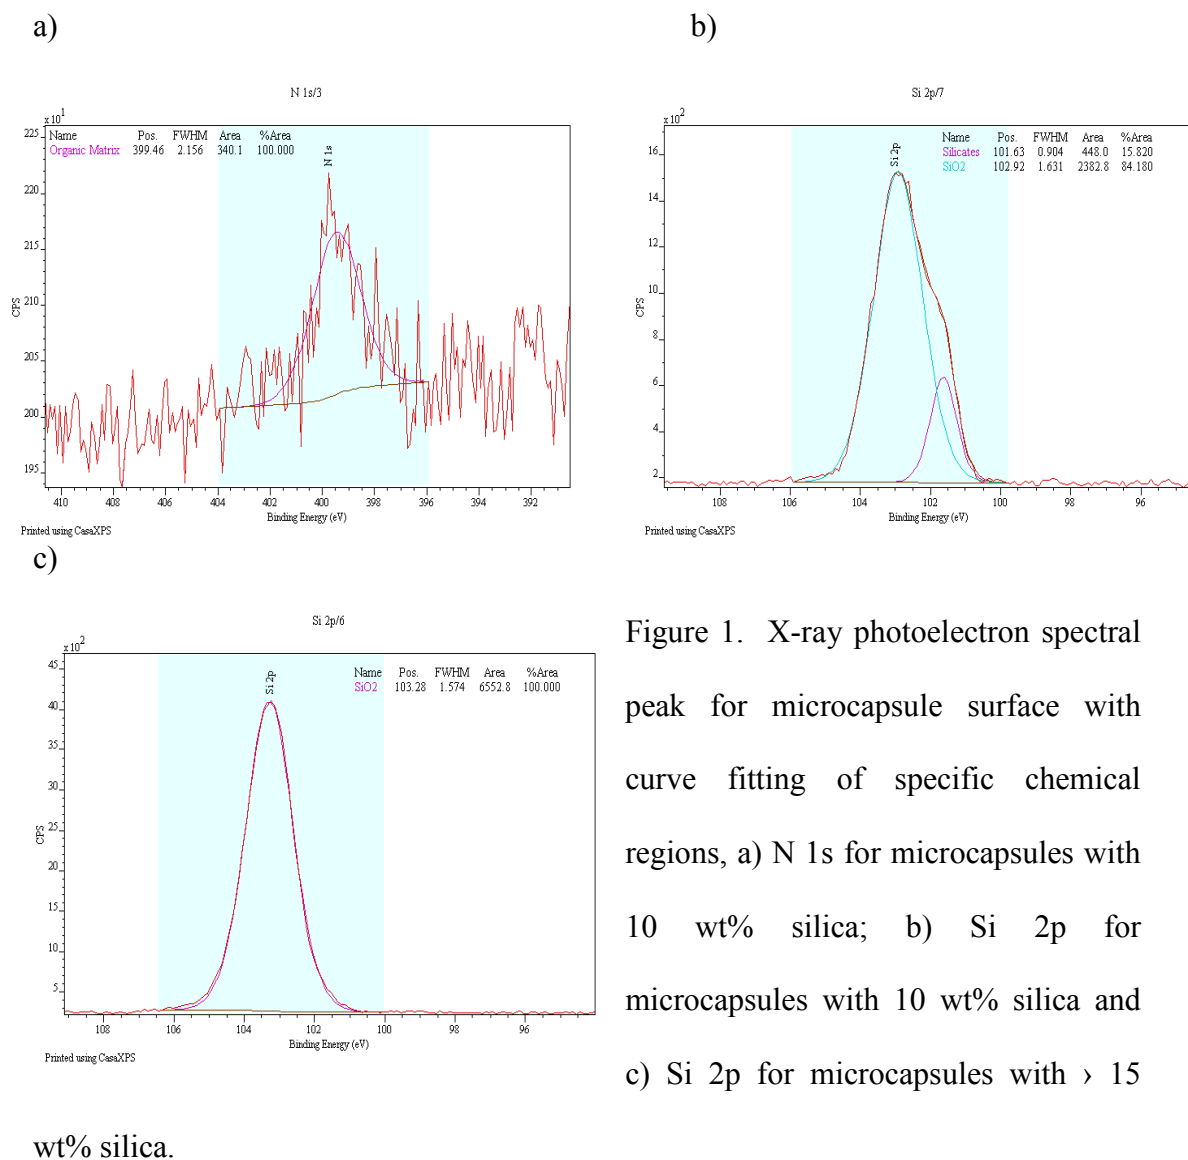 a)
b)
N 1s/3
x 10^1
Name Pos. FWHM Area %Area
Organic Matrix 399.46 2.156 340.1 100.000
N 1s
225
220
215
210
205
200
195
CPS
410 408 406 404 402 400 398 396 394 392
Binding Energy (eV)
Printed using CasaXPS
Si 2p/7
x 10^2
Name Pos. FWHM Area %Area
Silicates 101.63 0.904 448.0 15.820
SiO2 102.92 1.631 2382.8 84.180
Si 2p
16
14
12
10
8
6
4
2
CPS
108 106 104 102 100 98 96
Binding Energy (eV)
Printed using CasaXPS
c)
Si 2p/6
x 10^2
Name Pos. FWHM Area %Area
SiO2 103.28 1.574 6552.8 100.000
Si 2p
45
40
35
30
25
20
15
10
5
CPS
108 106 104 102 100 98 96
Binding Energy (eV)
Printed using CasaXPS
Figure 1. X-ray photoelectron spectral
peak for microcapsule surface with
curve fitting of specific chemical
regions, a) N 1s for microcapsules with
10 wt% silica; b) Si 2p for
microcapsules with 10 wt% silica and
c) Si 2p for microcapsules with › 15
wt% silica.